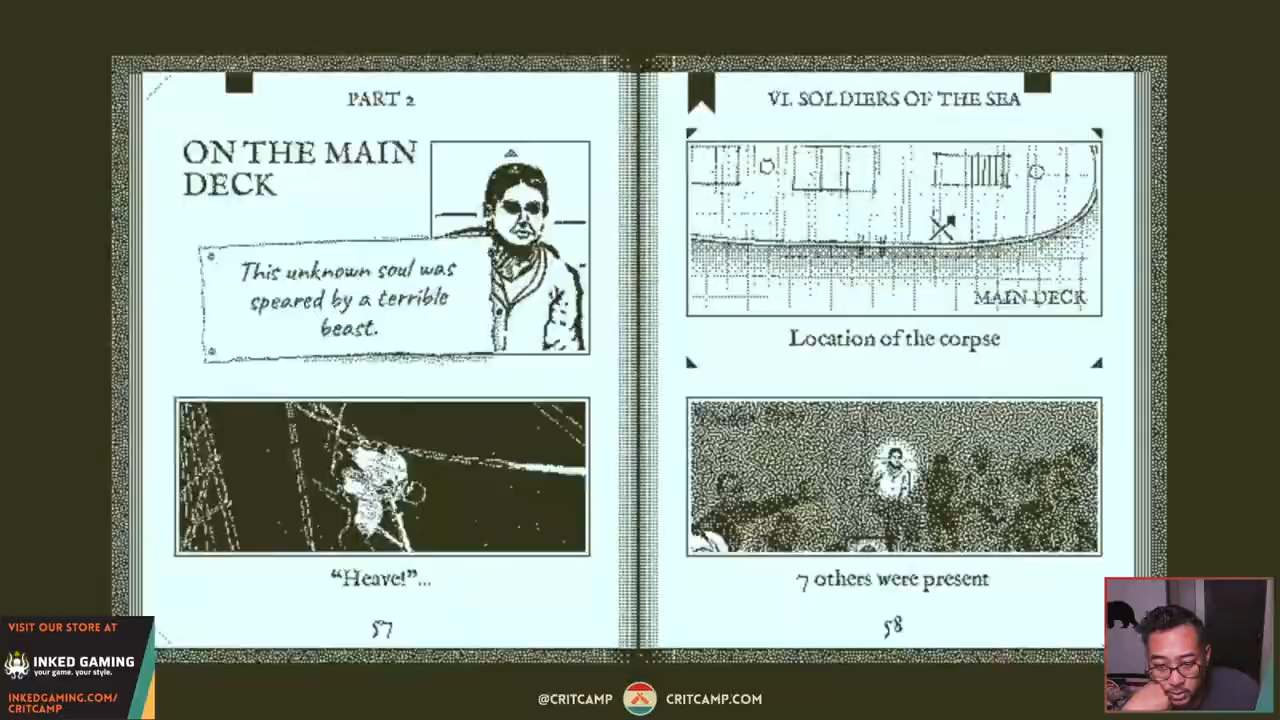 PART 2
ON THE MAIN
DECK
This unknown soul was
speared by a terrible
beast.
"Heave!"...
57
VI. SOLDIERS OF THE SEA
MAIN DECK
Location of the corpse
7 others were present
58
VISIT OUR STORE AT
INKED GAMING
your game. your style.
INKEDGAMING.COM/
CRITCAMP
@CRITCAMP
CRITCAMP.COM